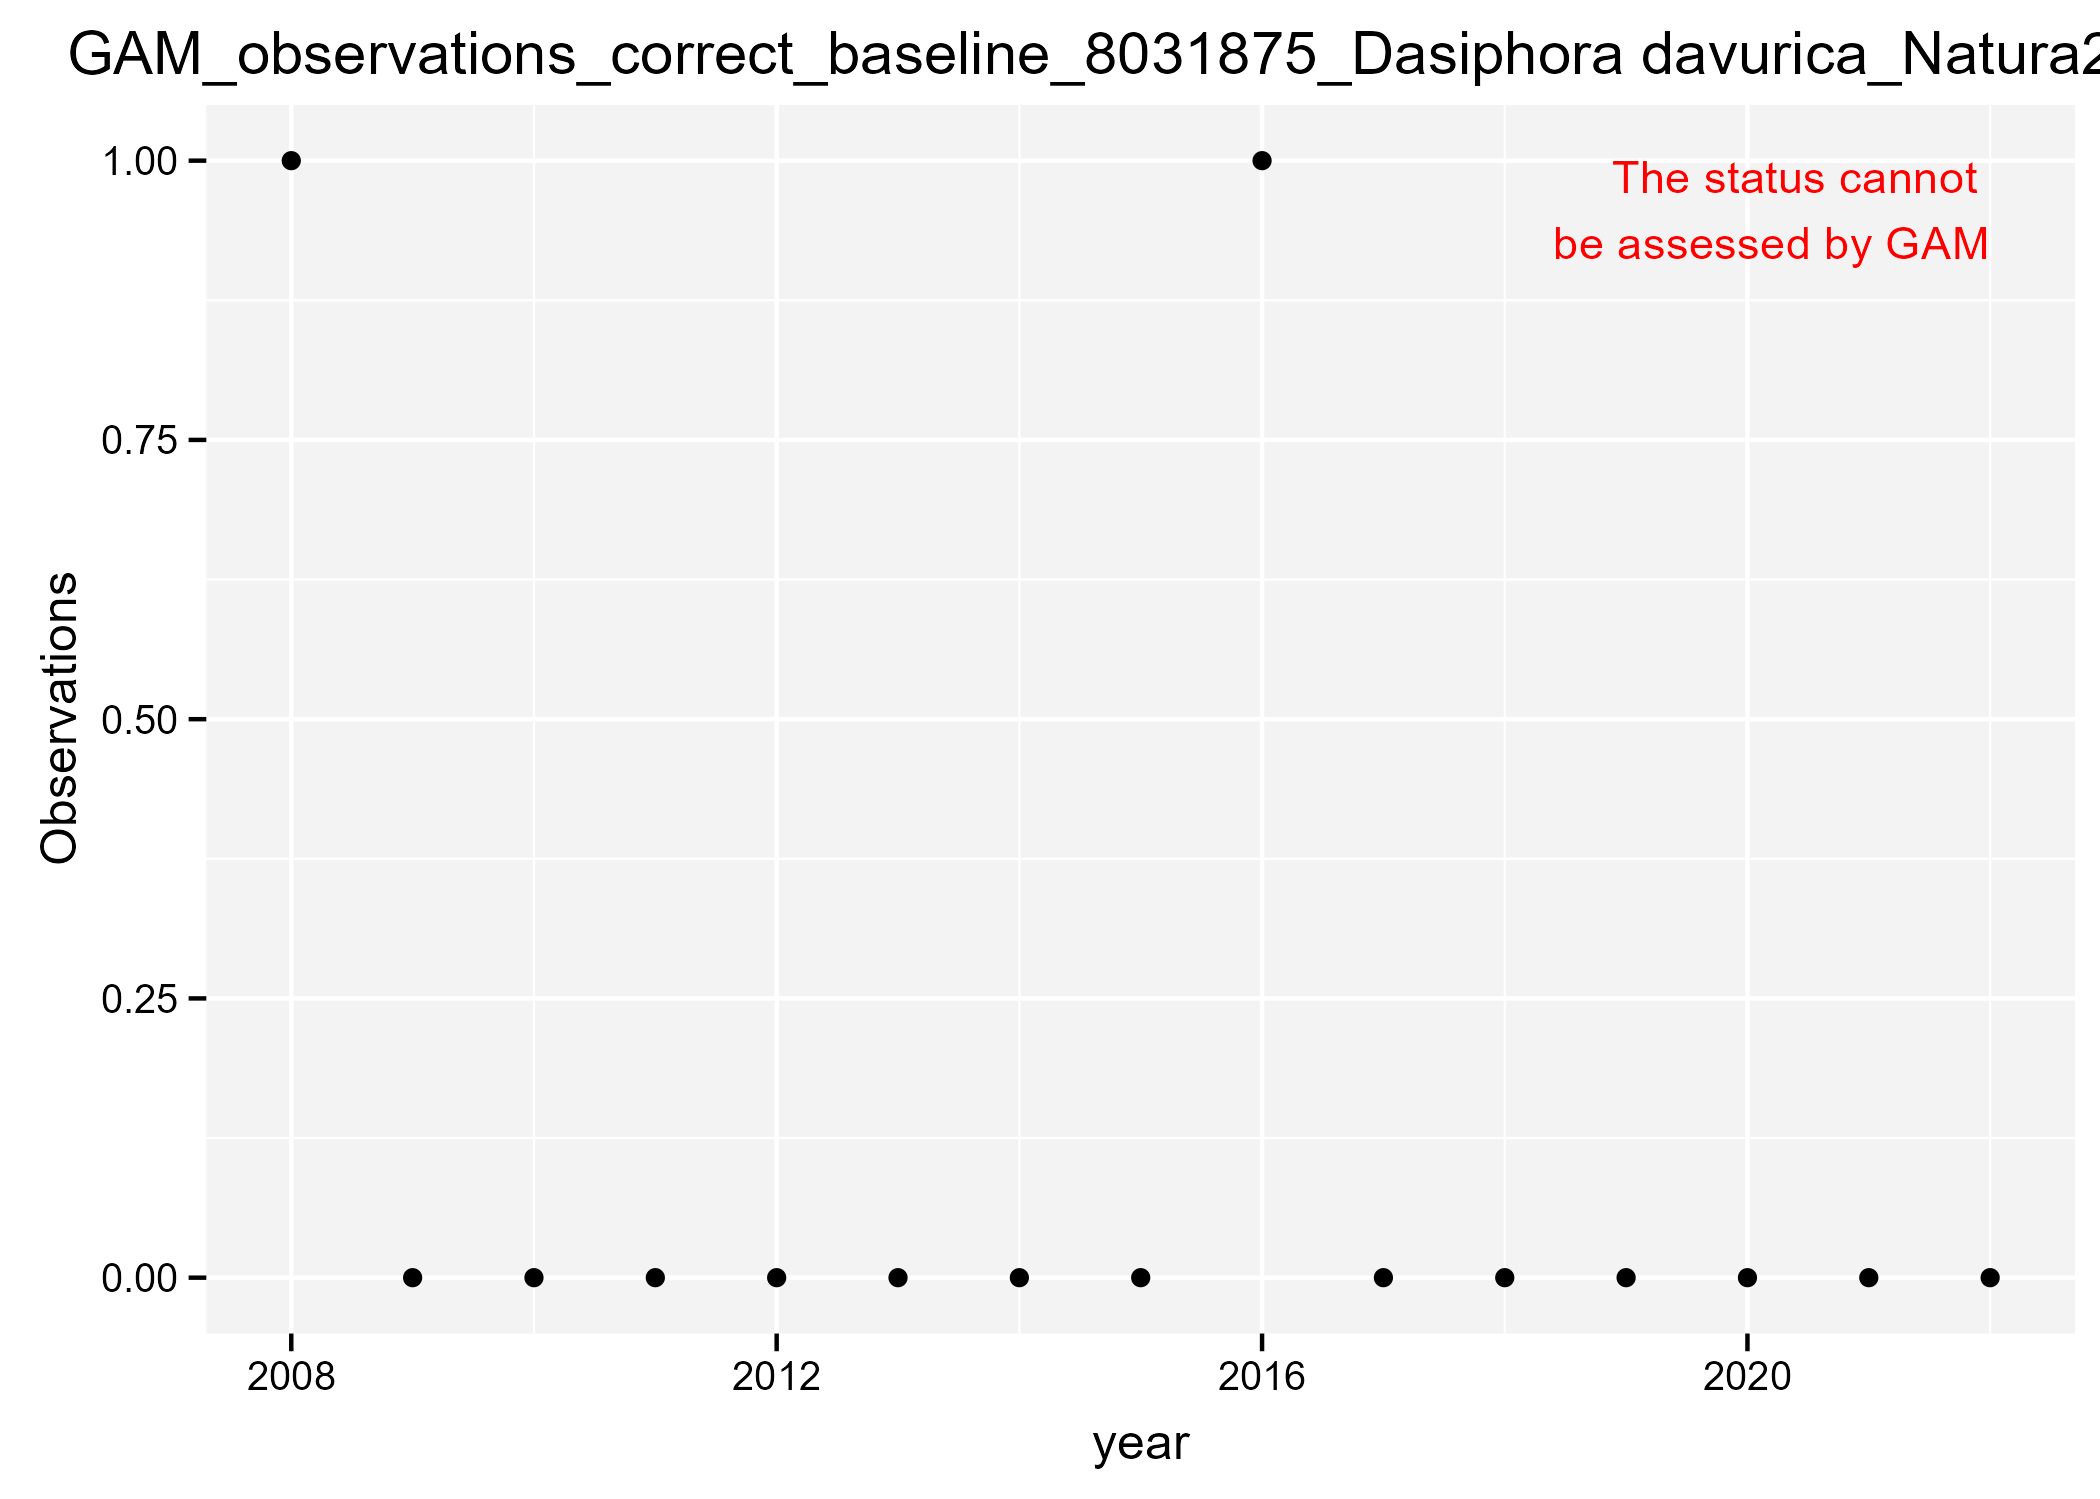 GAM_observations_correct_baseline_8031875_Dasiphora davurica_Natura2
1.00
The status cannot
be assessed by GAM
0.75
0.50
0.25
0.00
Observations
2008 2012 2016 2020
year